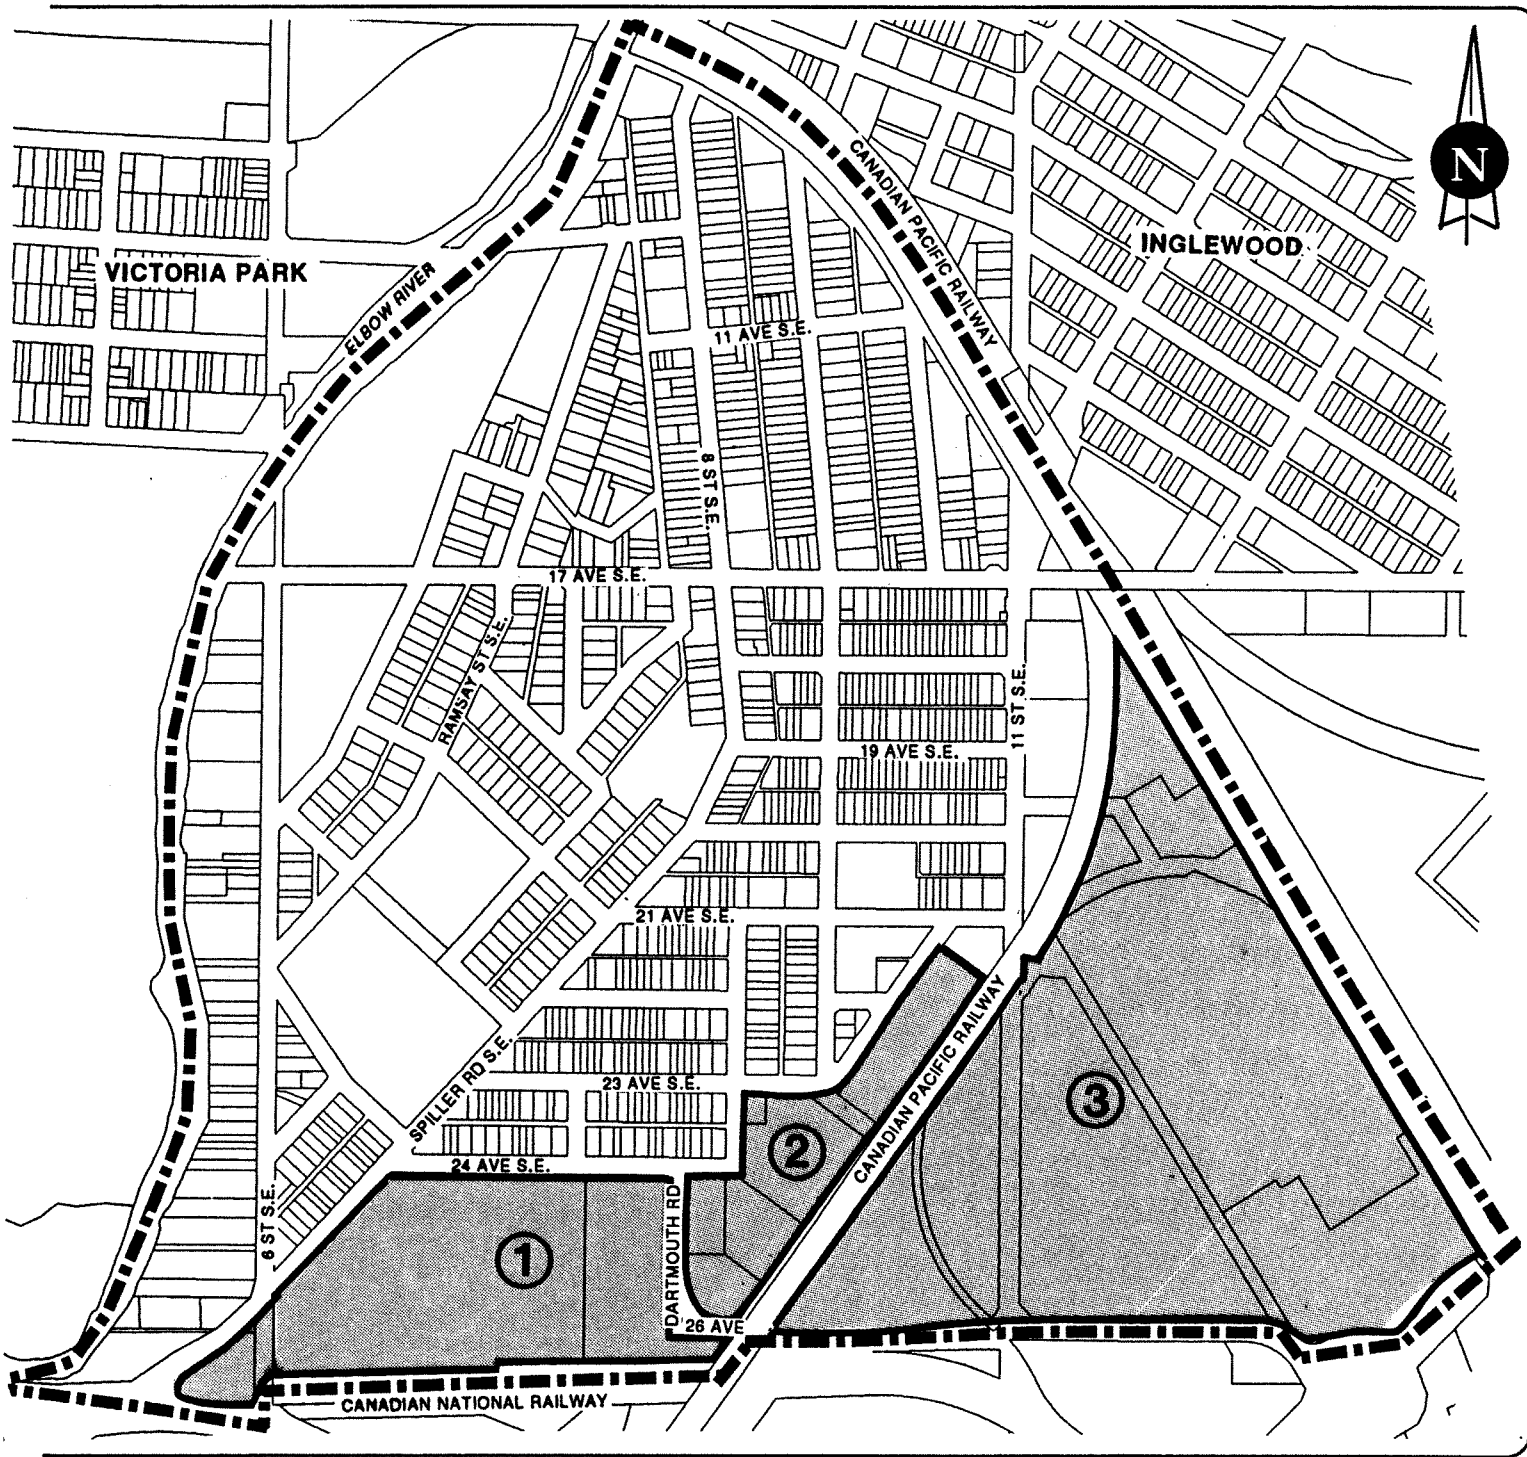 N
INGLEWOOD
VICTORIA PARK
ELBOW RIVER
CANADIAN PACIFIC RAILWAY
11 AVE S.E.
8 ST S.E.
17 AVE S.E.
RAMSAY ST S.E.
11 ST S.E.
19 AVE S.E.
21 AVE S.E.
SPILLER RD S.E.
23 AVE S.E.
CANADIAN PACIFIC RAILWAY
3
2
24 AVE S.E.
6 ST S.E.
DARTMOUTH RD
1
26 AVE
CANADIAN NATIONAL RAILWAY